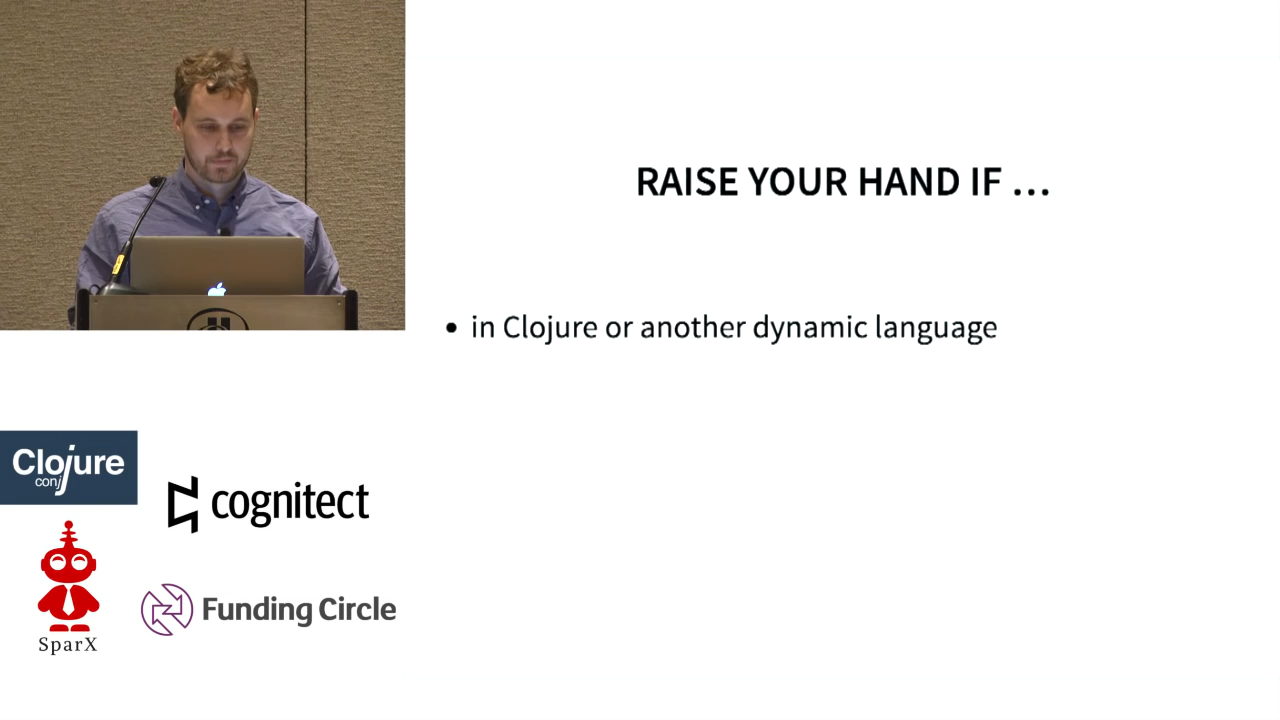 RAISE YOUR HAND IF …
• in Clojure or another dynamic language
Clojure
conj
cognitect
SparX
Funding Circle